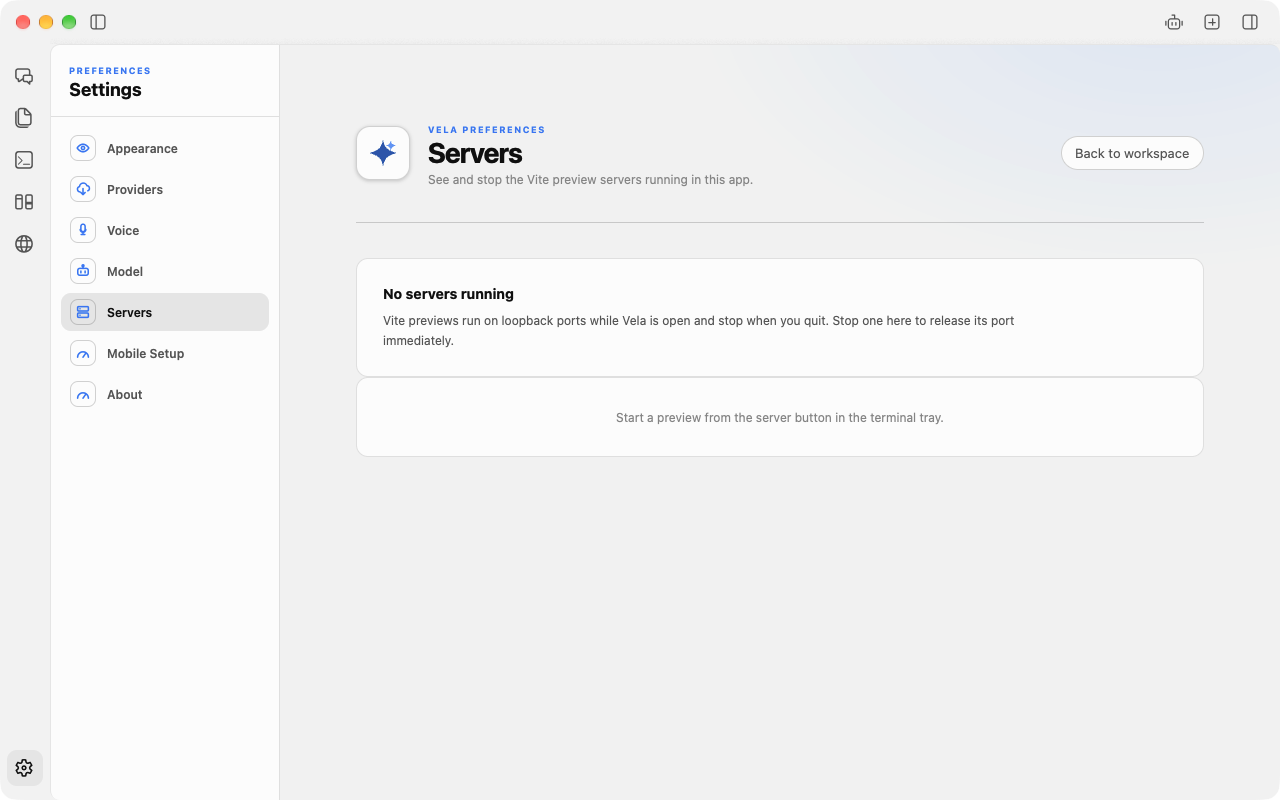 PREFERENCES
Settings
Appearance
Providers
Voice
Model
Servers
Mobile Setup
About
VELA PREFERENCES
Servers
See and stop the Vite preview servers running in this app.
Back to workspace
No servers running
Vite previews run on loopback ports while Vela is open and stop when you quit. Stop one here to release its port
immediately.
Start a preview from the server button in the terminal tray.